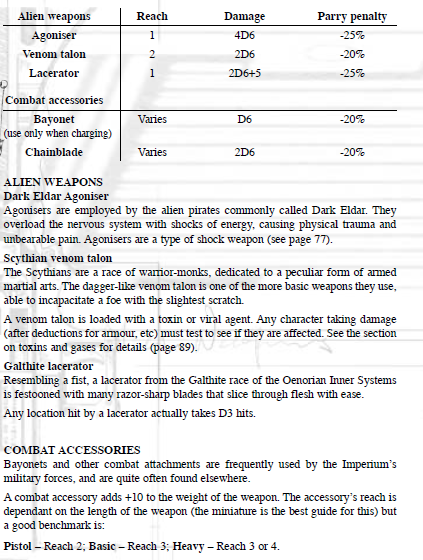 Alien weapons Reach Damage Parry penalty
Agoniser 1 4D6 -25%
Venom talon 2 2D6 -20%
Lacerator 1 2D6+5 -25%
Combat accessories
Bayonet Varies D6 -20%
(use only when charging)
Chainblade Varies 2D6 -20%
ALIEN WEAPONS
Dark Eldar Agoniser
Agonisers are employed by the alien pirates commonly called Dark Eldar. They
overload the nervous system with shocks of energy, causing physical trauma and
unbearable pain. Agonisers are a type of shock weapon (see page 77).
Scythian venom talon
The Scythians are a race of warrior-monks, dedicated to a peculiar form of armed
martial arts. The dagger-like venom talon is one of the more basic weapons they use,
able to incapacitate a foe with the slightest scratch.
A venom talon is loaded with a toxin or viral agent. Any character taking damage
(after deductions for armour, etc) must test to see if they are affected. See the section
on toxins and gases for details (page 89).
Galthite lacerator
Resembling a fist, a lacerator from the Galthite race of the Oenorian Inner Systems
is festooned with many razor-sharp blades that slice through flesh with ease.
Any location hit by a lacerator actually takes D3 hits.
COMBAT ACCESSORIES
Bayonets and other combat attachments are frequently used by the Imperium's
military forces, and are quite often found elsewhere.
A combat accessory adds +10 to the weight of the weapon. The accessory's reach is
dependant on the length of the weapon (the miniature is the best guide for this) but
a good benchmark is:
Pistol – Reach 2; Basic – Reach 3; Heavy – Reach 3 or 4.